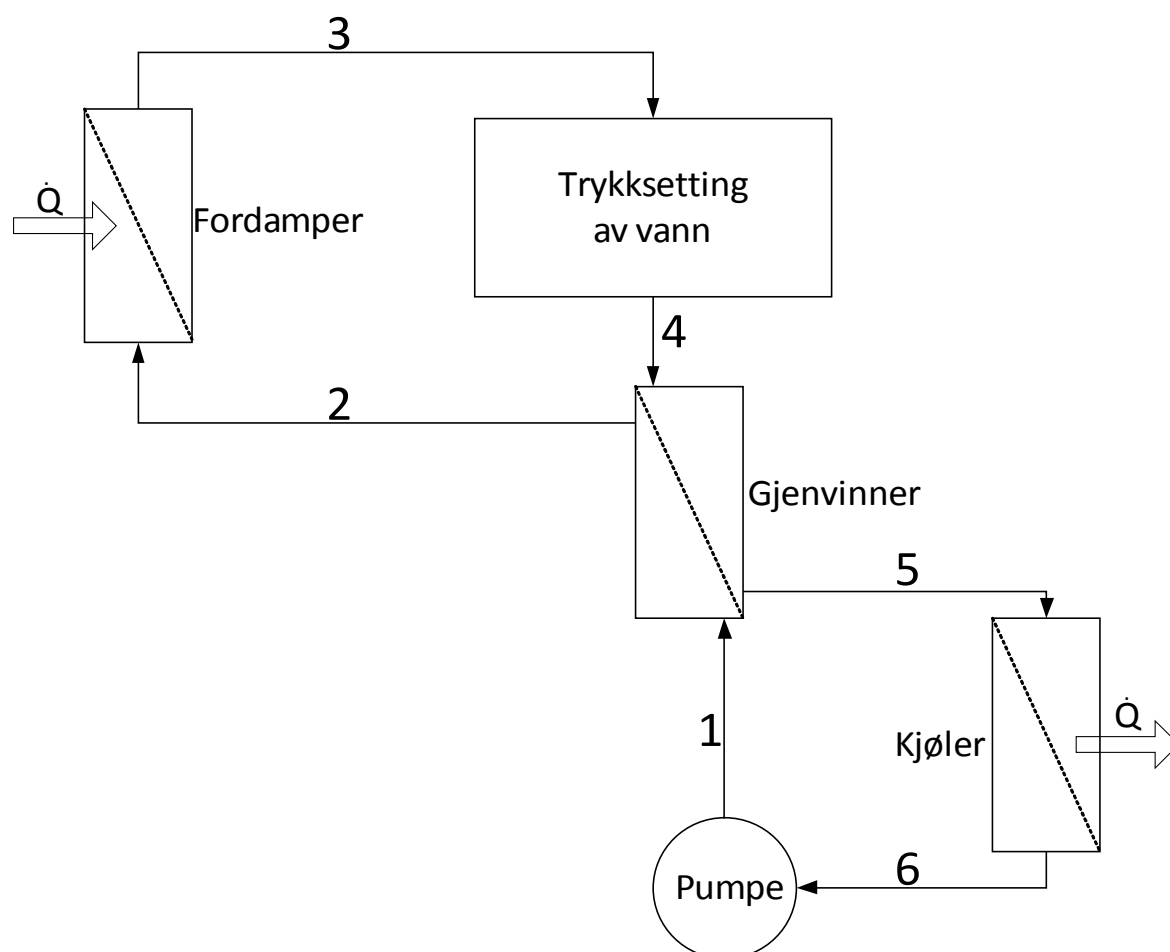 3
Trykksetting
av vann
Q̇
Fordamper
4
2
Gjenvinner
5
1
Q̇
Kjøler
Pumpe
6